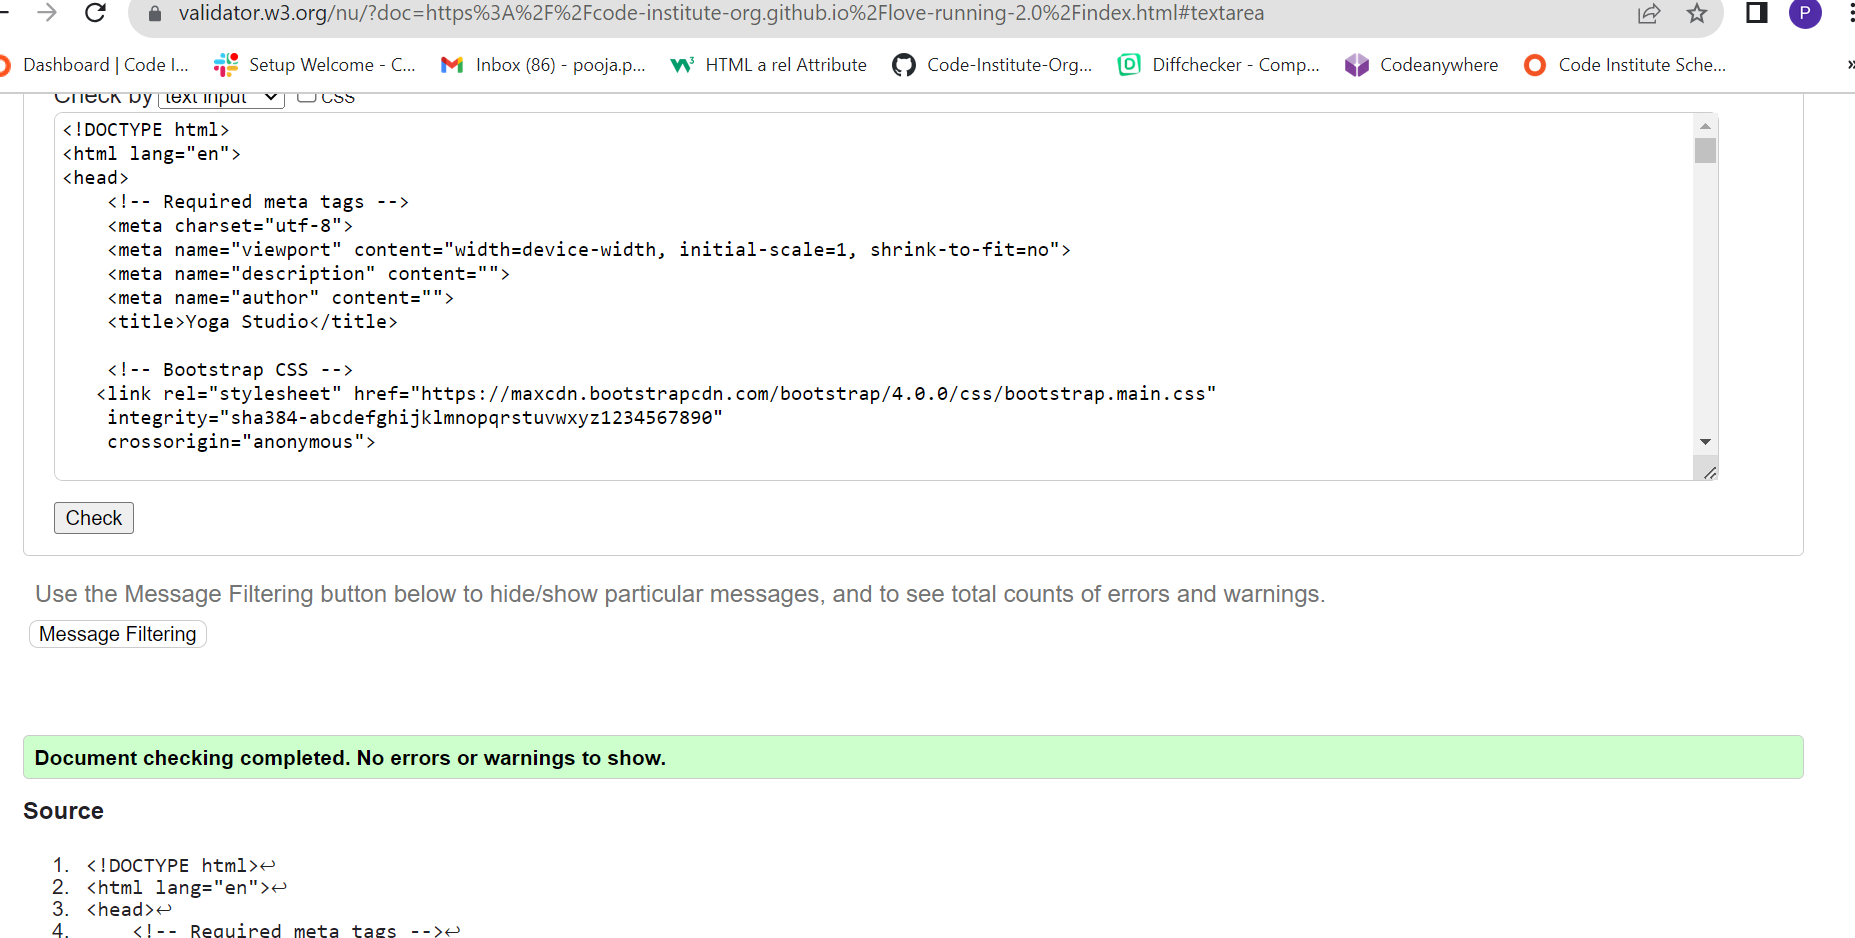 validator.w3.org/nu/?doc=https%3A%2F%2Fcode-institute-org.github.io%2Flove-running-2.0%2Findex.html#textarea
P
Dashboard | Code I... Setup Welcome - C... Inbox (86) - pooja.p... HTML a rel Attribute Code-Institute-Org... Diffchecker - Comp... Codeanywhere Code Institute Sche... »
Check by text input CSS
<!DOCTYPE html>
<html lang="en">
<head>
<!-- Required meta tags -->
<meta charset="utf-8">
<meta name="viewport" content="width=device-width, initial-scale=1, shrink-to-fit=no">
<meta name="description" content="">
<meta name="author" content="">
<title>Yoga Studio</title>
<!-- Bootstrap CSS -->
<link rel="stylesheet" href="https://maxcdn.bootstrapcdn.com/bootstrap/4.0.0/css/bootstrap.main.css"
integrity="sha384-abcdefghijklmnopqrstuvwxyz1234567890"
crossorigin="anonymous">
Check
Use the Message Filtering button below to hide/show particular messages, and to see total counts of errors and warnings.
Message Filtering
Document checking completed. No errors or warnings to show.
Source
1. <!DOCTYPE html>↩
2. <html lang="en">↩
3. <head>↩
4. <!-- Required meta tags -->↩